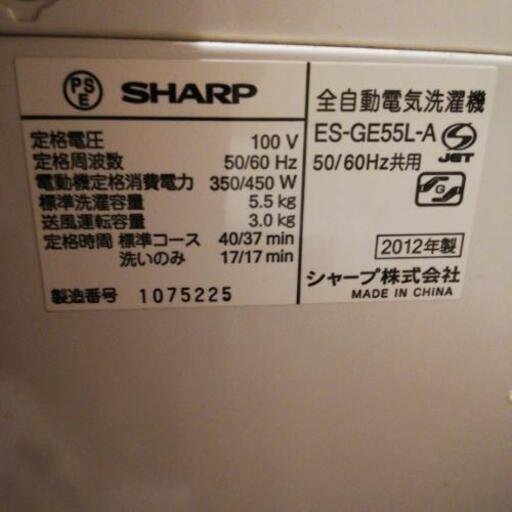 PS
E
SHARP
定格電圧 100 V
定格周波数 50/60 Hz
電動機定格消費電力 350/450 W
標準洗濯容量 5.5 kg
送風運転容量 3.0 kg
定格時間 標準コース 40/37 min
洗いのみ 17/17 min
製造番号 1075225
全自動電気洗濯機
ES-GE55L-A
S
JET
50/60Hz共用
G
2012年製
シャープ株式会社
MADE IN CHINA